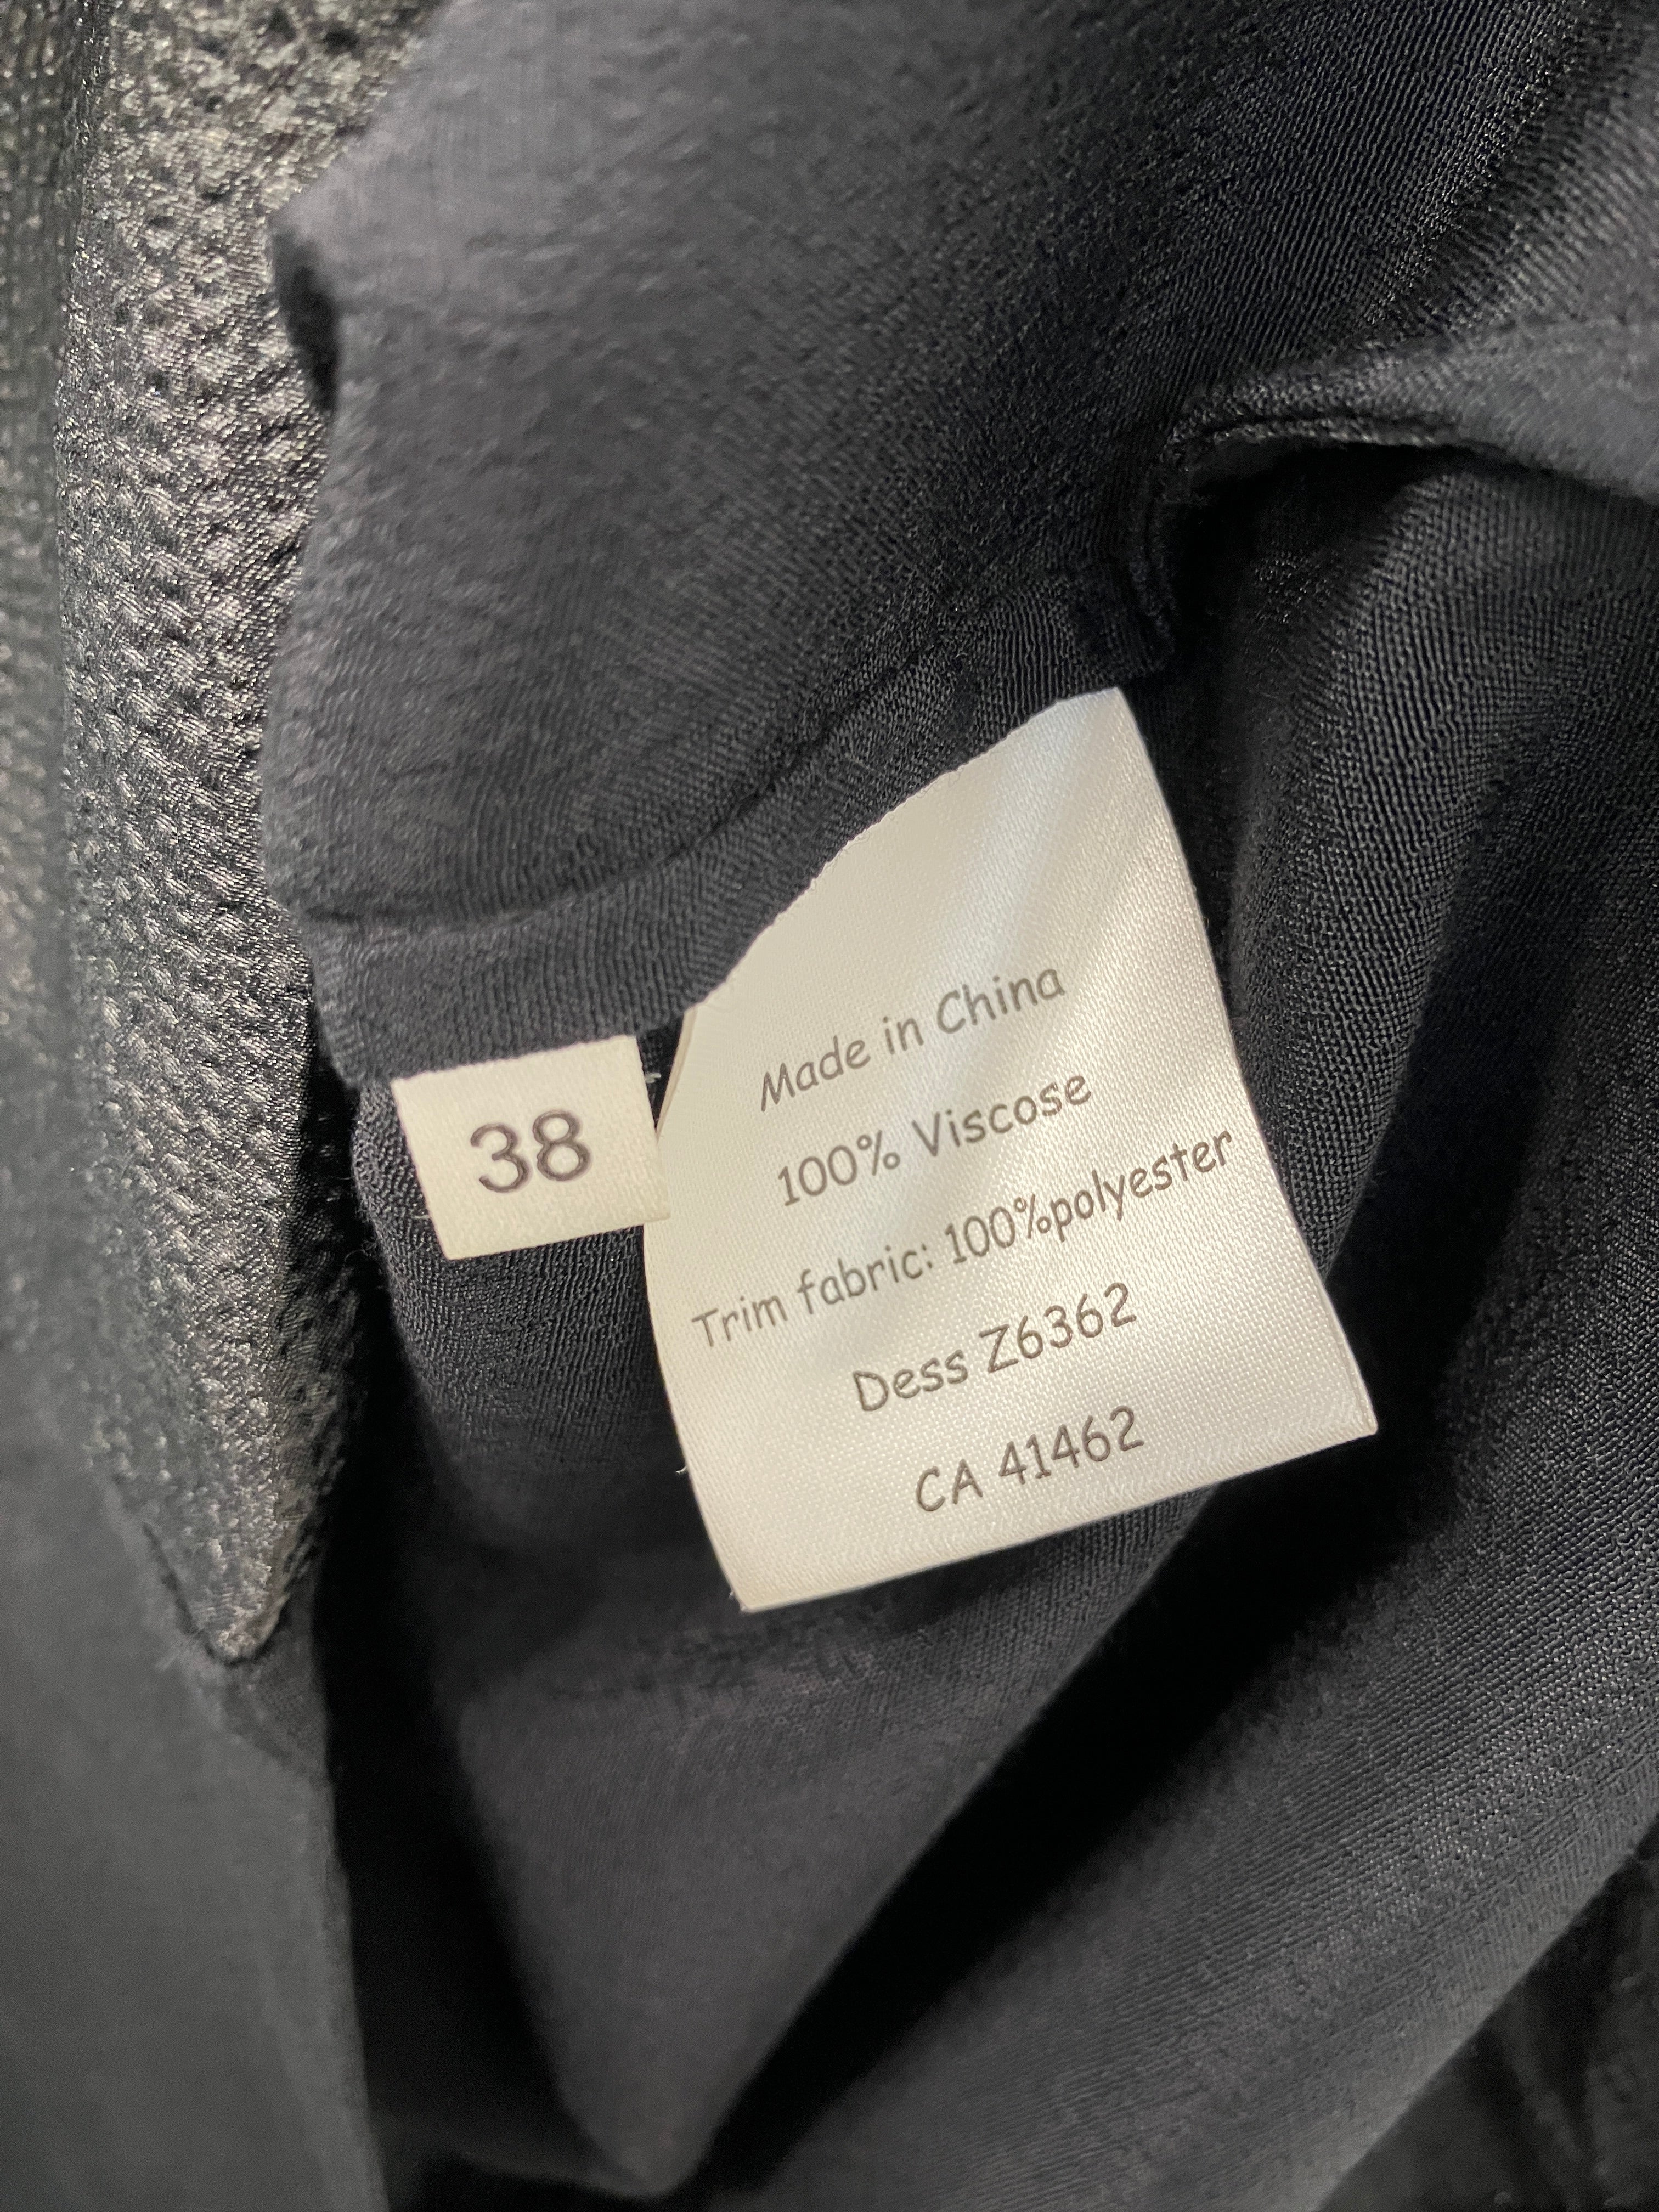 38
Made in China
100% Viscose
Trim fabric: 100%polyester
Dess Z6362
CA 41462